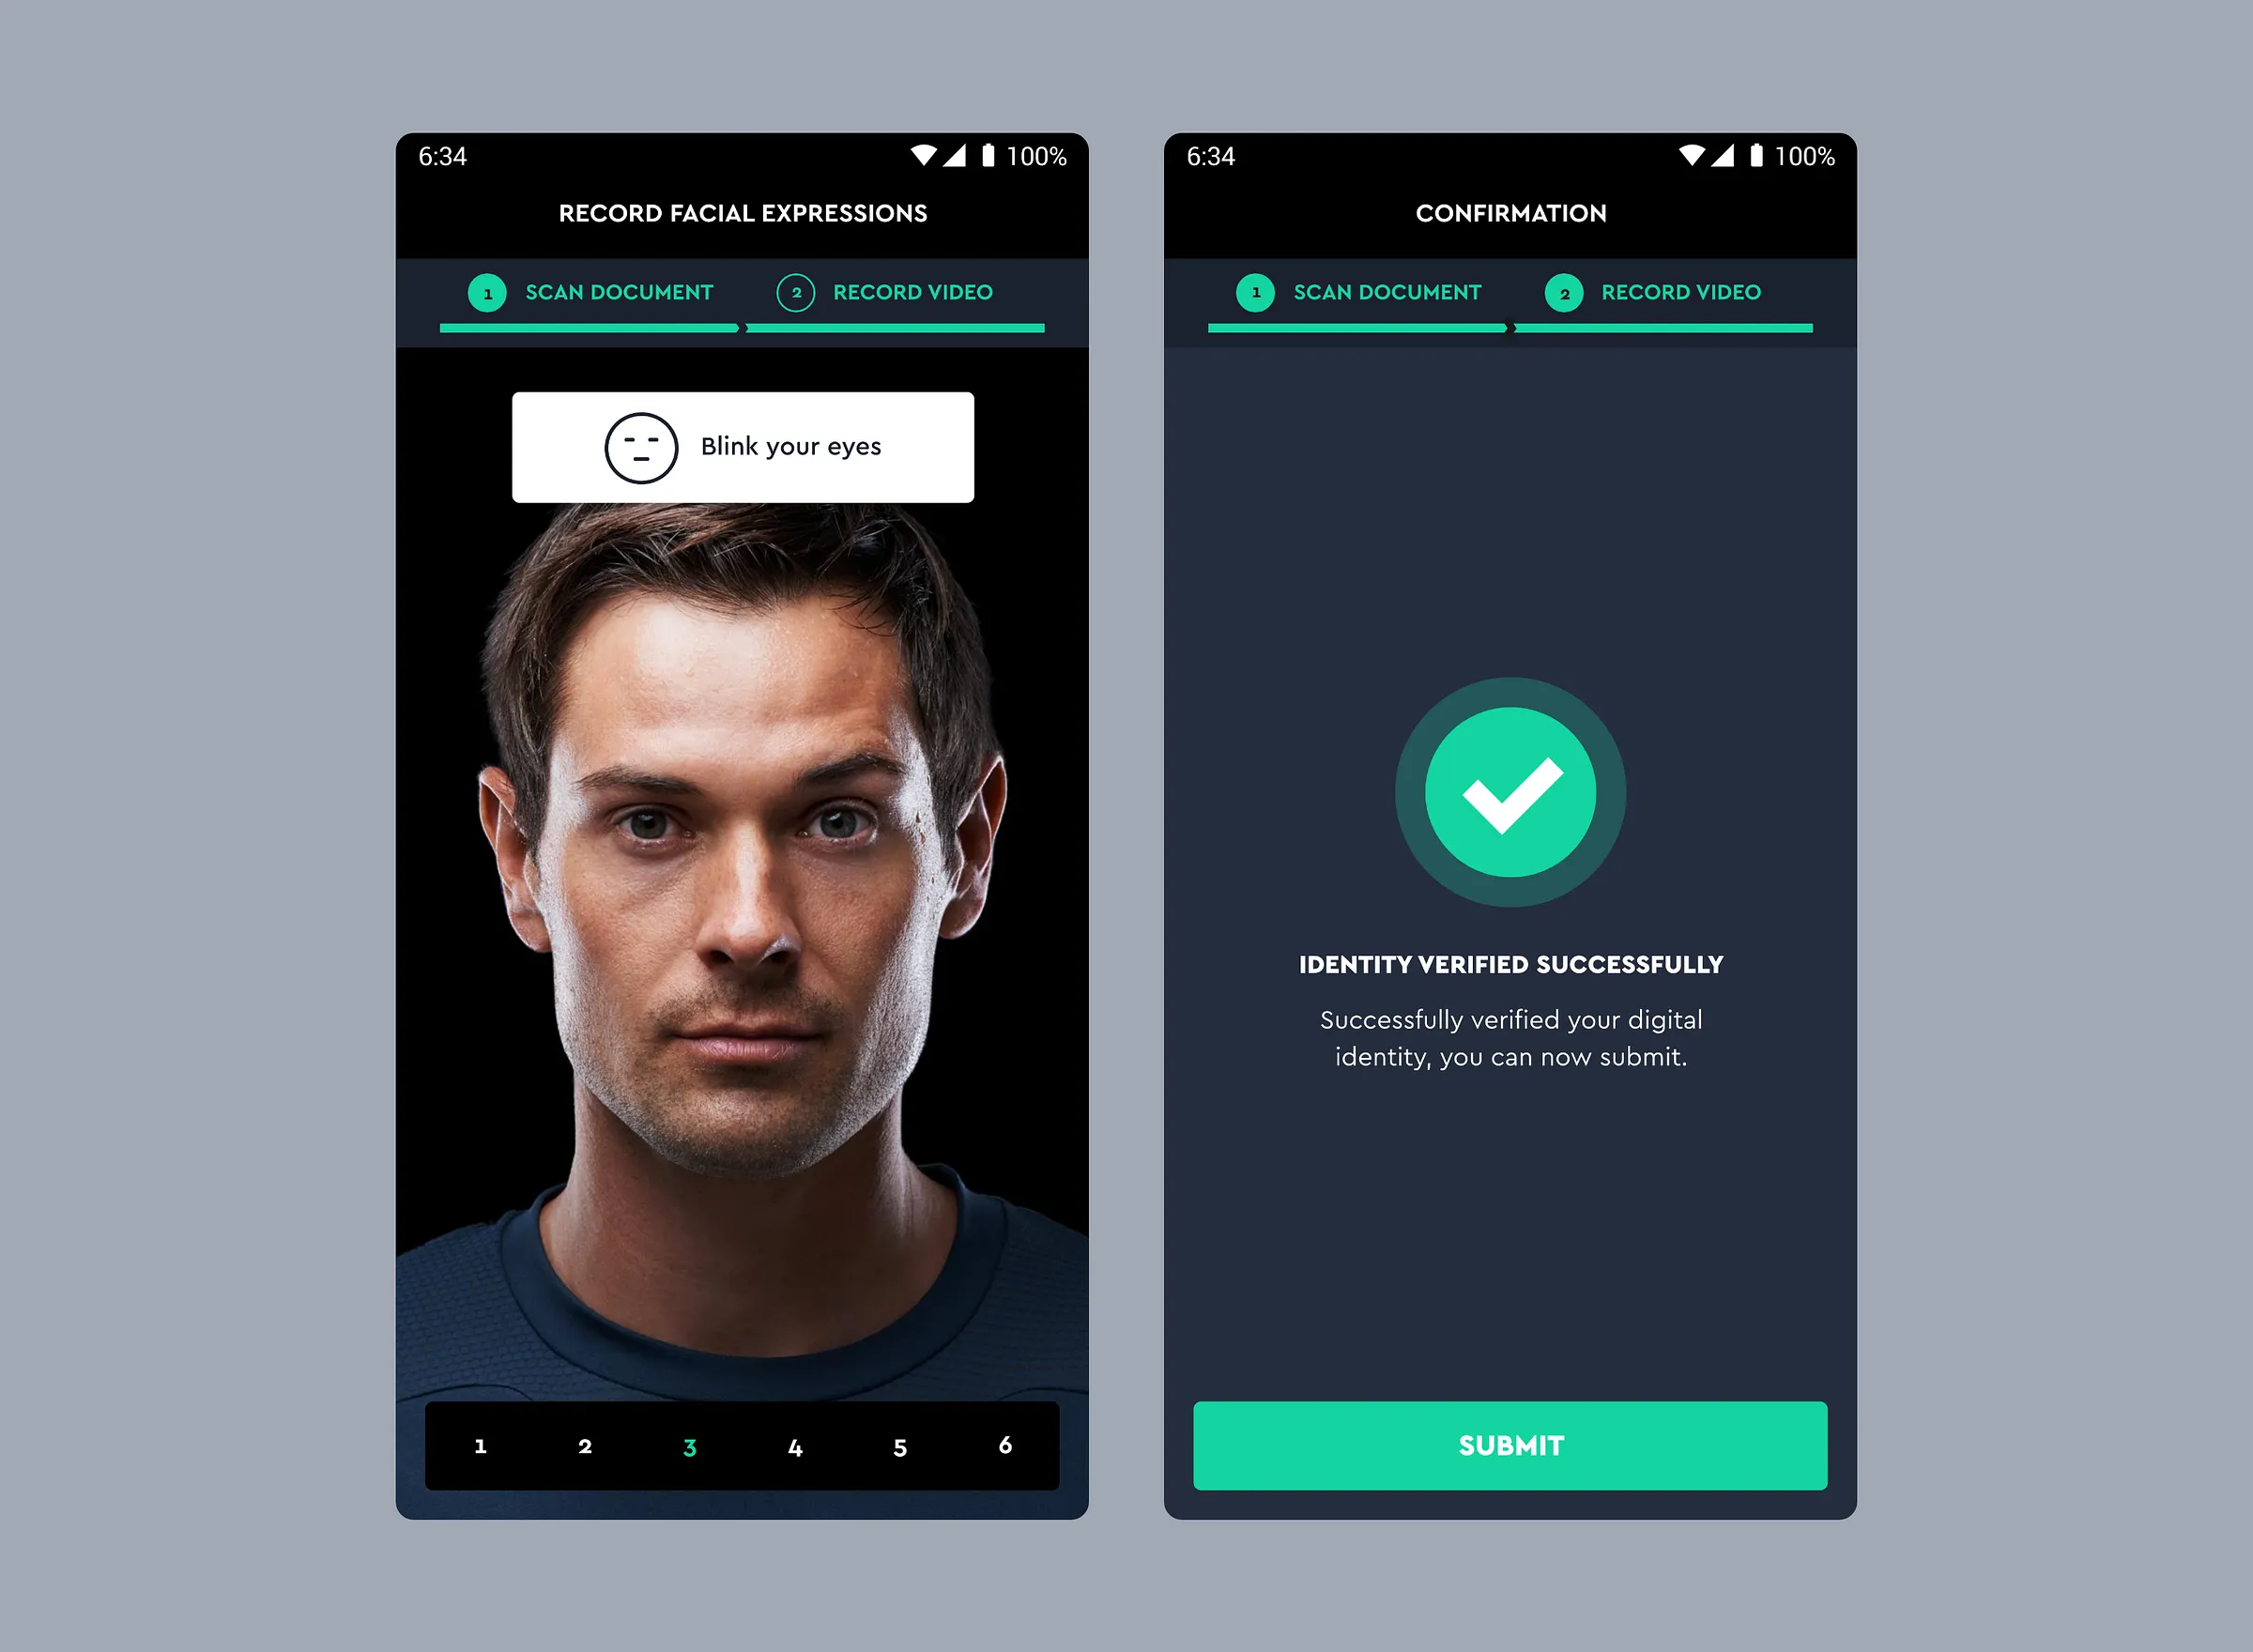 6:34
100%
RECORD FACIAL EXPRESSIONS
1 SCAN DOCUMENT
2 RECORD VIDEO
Blink your eyes
1 2 3 4 5 6
6:34
100%
CONFIRMATION
1 SCAN DOCUMENT
2 RECORD VIDEO
IDENTITY VERIFIED SUCCESSFULLY
Successfully verified your digital
identity, you can now submit.
SUBMIT